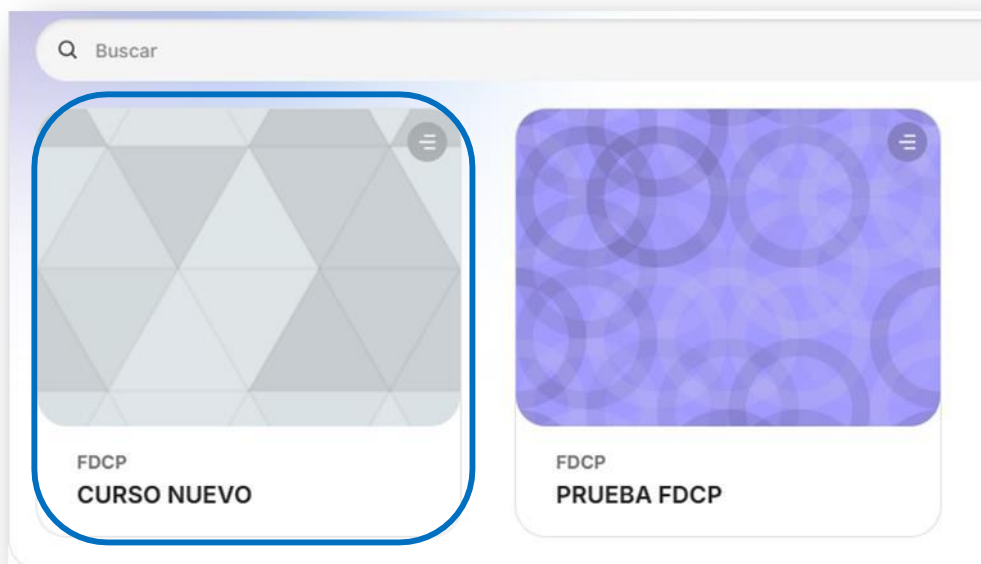 Buscar
FDCP
CURSO NUEVO
FDCP
PRUEBA FDCP